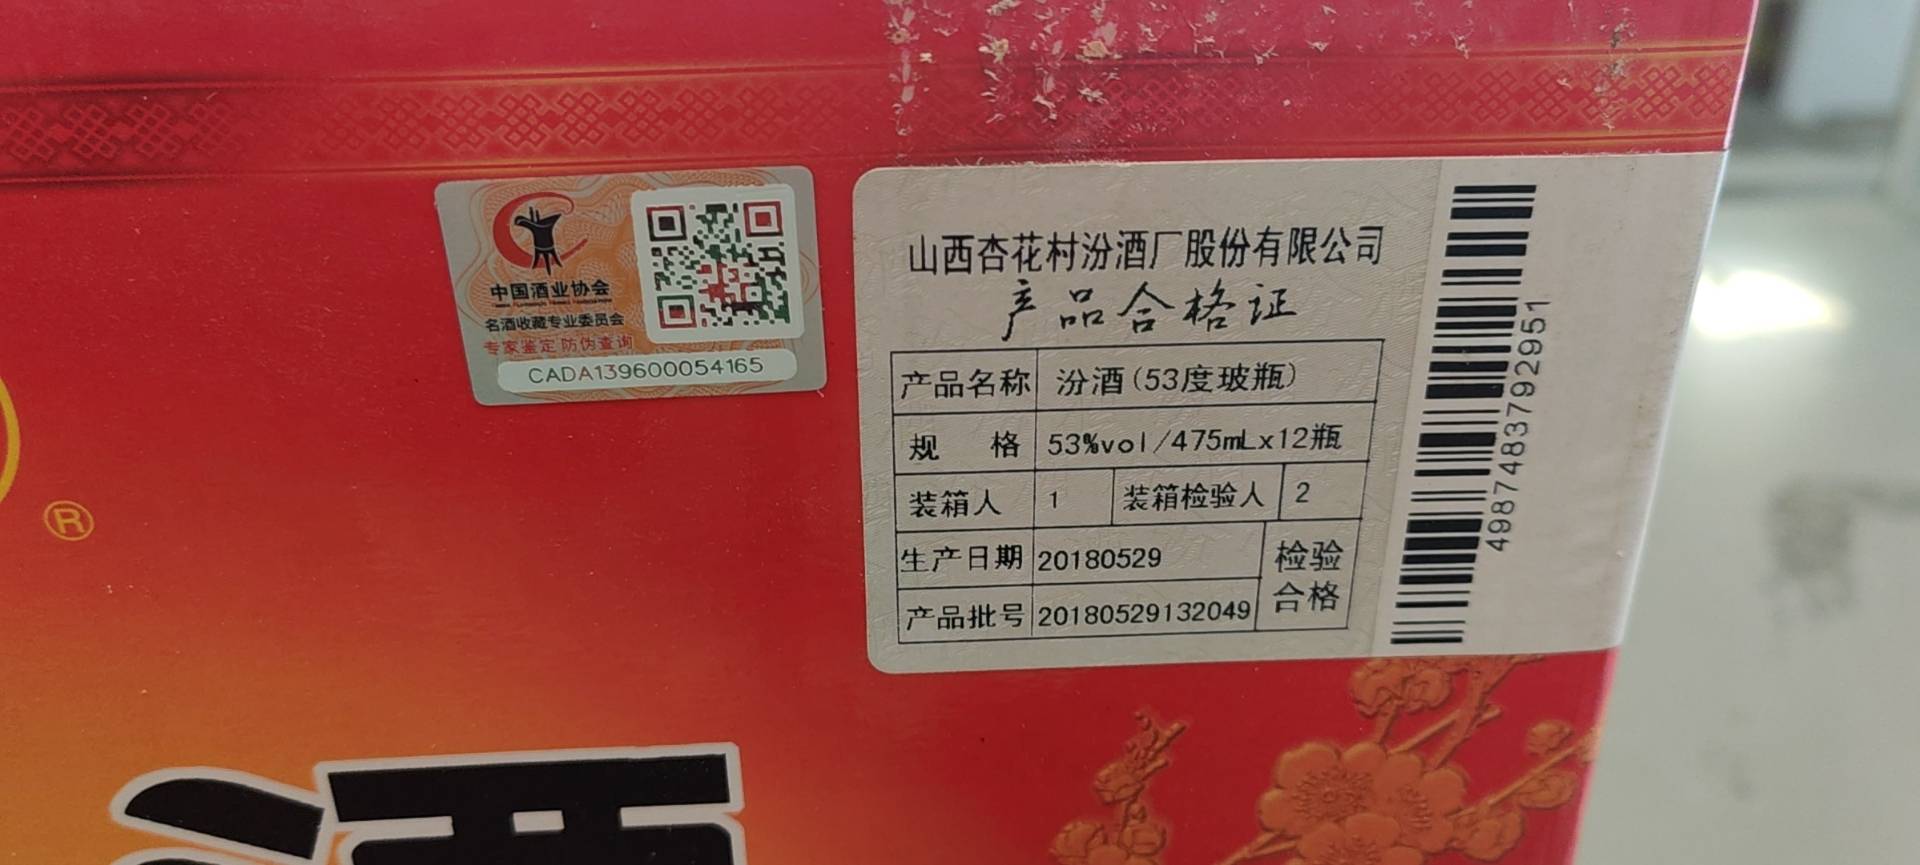 中国酒业协会
名酒收藏专业委员会
专家鉴定 防伪查询
CADA139600054165
山西杏花村汾酒厂股份有限公司
产品合格证
产品名称 汾酒(53度玻瓶)
规 格 53%vol/475mLx12瓶
装箱人 1 装箱检验人 2
生产日期 20180529 检验
产品批号 20180529132049 合格
4987483792951
®
酒